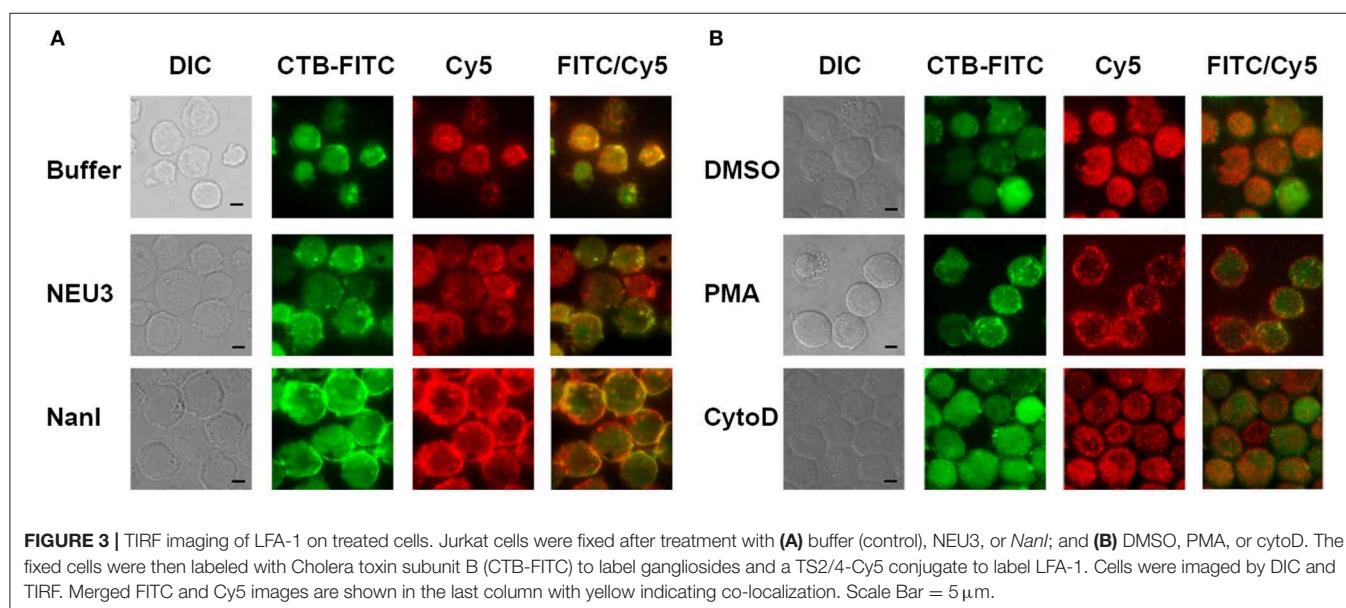 A
DIC CTB-FITC Cy5 FITC/Cy5
Buffer
NEU3
NanI
B
DIC CTB-FITC Cy5 FITC/Cy5
DMSO
PMA
CytoD
FIGURE 3 | TIRF imaging of LFA-1 on treated cells. Jurkat cells were fixed after treatment with (A) buffer (control), NEU3, or NanI; and (B) DMSO, PMA, or cytoD. The
fixed cells were then labeled with Cholera toxin subunit B (CTB-FITC) to label gangliosides and a TS2/4-Cy5 conjugate to label LFA-1. Cells were imaged by DIC and
TIRF. Merged FITC and Cy5 images are shown in the last column with yellow indicating co-localization. Scale Bar = 5 μm.